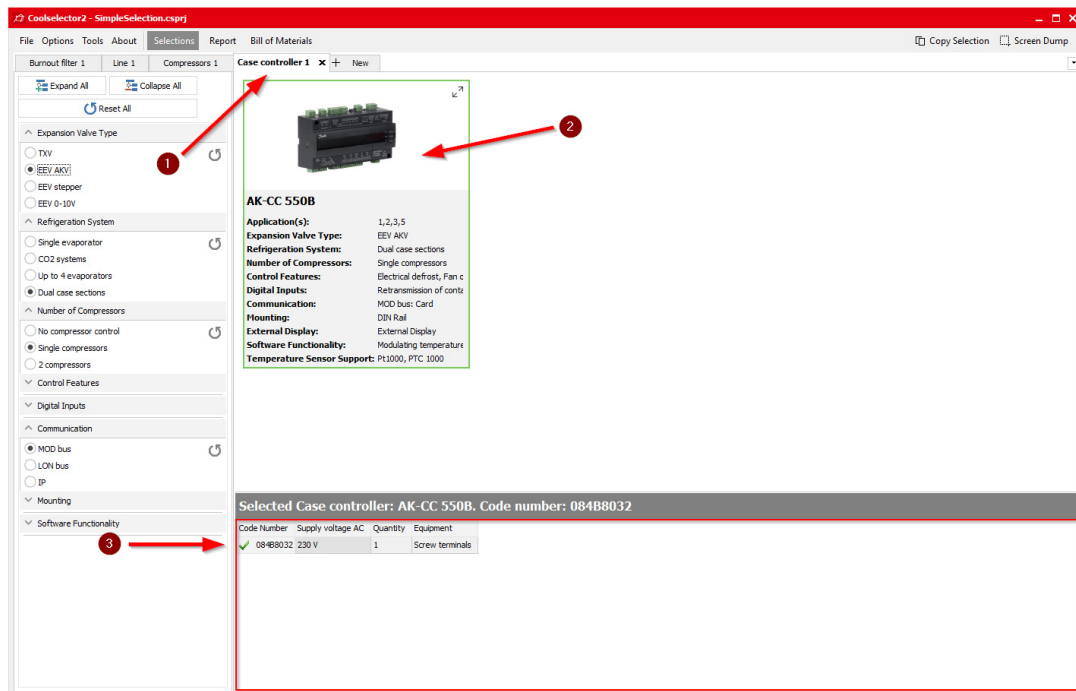 Coolselector2 - SimpleSelection.csprj
File Options Tools About Selections Report Bill of Materials Copy Selection Screen Dump
Burnout filter 1 Line 1 Compressors 1 Case controller 1 x + New
Expand All Collapse All
Reset All
Expansion Valve Type
TXV
EEV AKV
EEV stepper
EEV 0-10V
Refrigeration System
Single evaporator
CO2 systems
Up to 4 evaporators
Dual case sections
Number of Compressors
No compressor control
Single compressors
2 compressors
Control Features
Digital Inputs
Communication
MOD bus
LON bus
IP
Mounting
Software Functionality
1
2
3
AK-CC 550B
Application(s): 1,2,3,5
Expansion Valve Type: EEV AKV
Refrigeration System: Dual case sections
Number of Compressors: Single compressors
Control Features: Electrical defrost, Fan c
Digital Inputs: Retransmission of conta
Communication: MOD bus: Card
Mounting: DIN Rail
External Display: External Display
Software Functionality: Modulating temperature
Temperature Sensor Support: Pt1000, PTC 1000
Selected Case controller: AK-CC 550B. Code number: 084B8032
Code Number Supply voltage AC Quantity Equipment
084B8032 230 V 1 Screw terminals